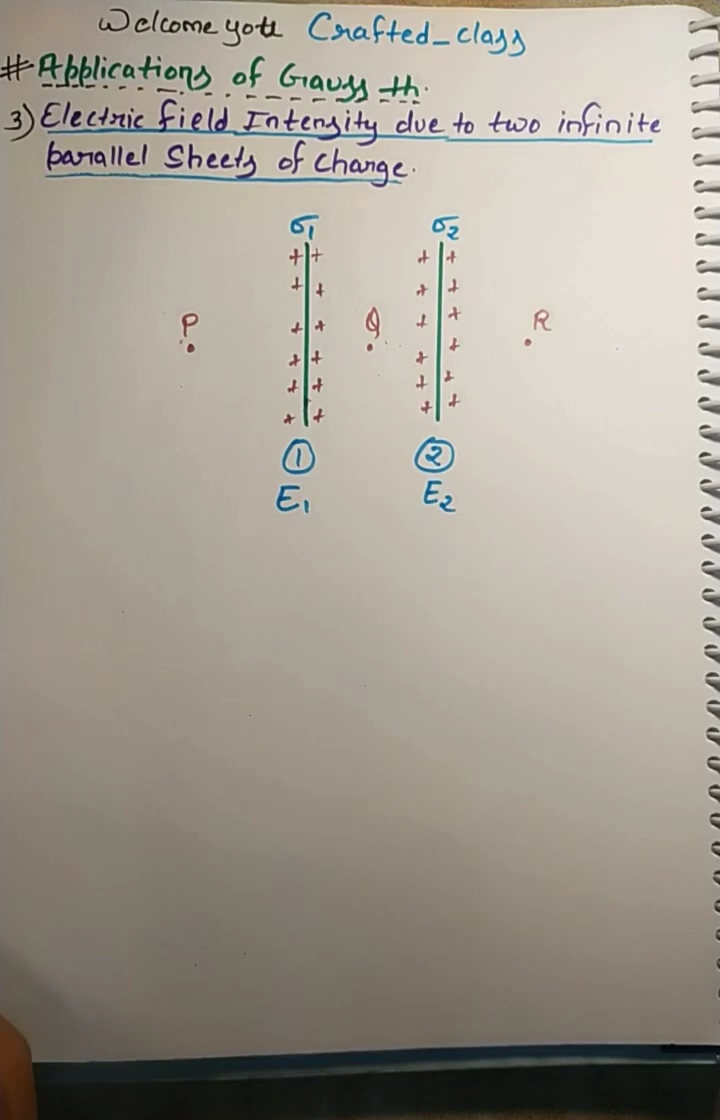 Welcome you Crafted_class
# Applications of Gauss th.
3) Electric field Intensity due to two infinite
parallel Sheets of Charge.
σ1 σ2
+ + + +
+ + + +
P + + Q + + R
+ + + +
+ + + +
+ + + +
1 2
E1 E2